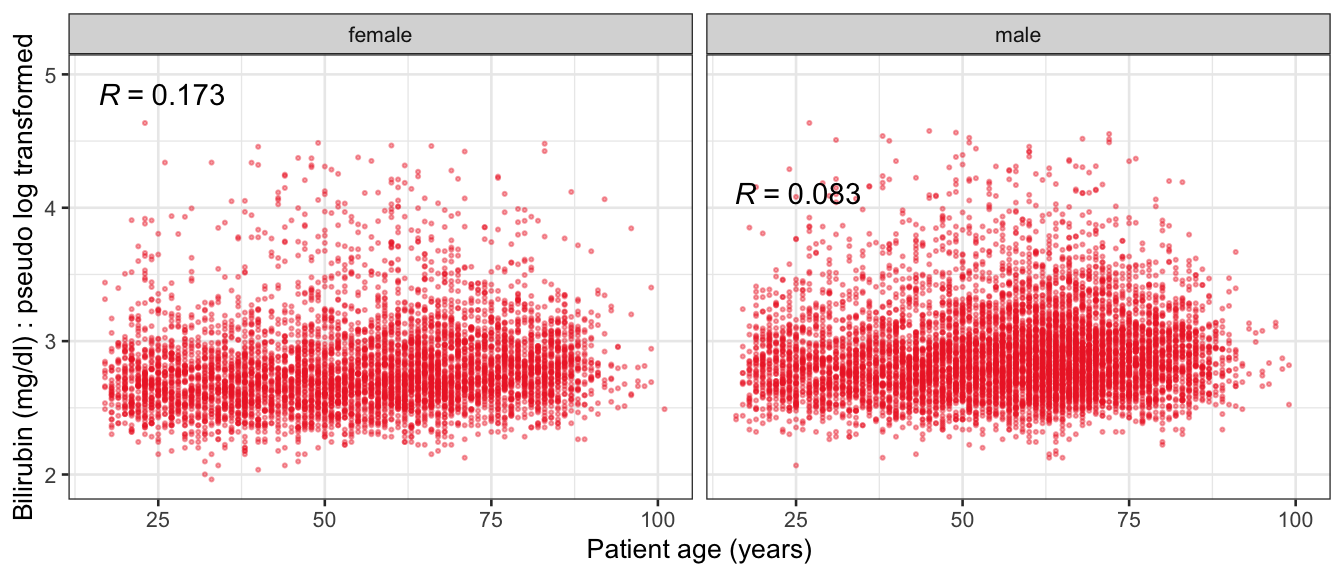 female
male
Bilirubin (mg/dl) : pseudo log transformed
5
4
3
2
R = 0.173
R = 0.083
25 50 75 100
25 50 75 100
Patient age (years)